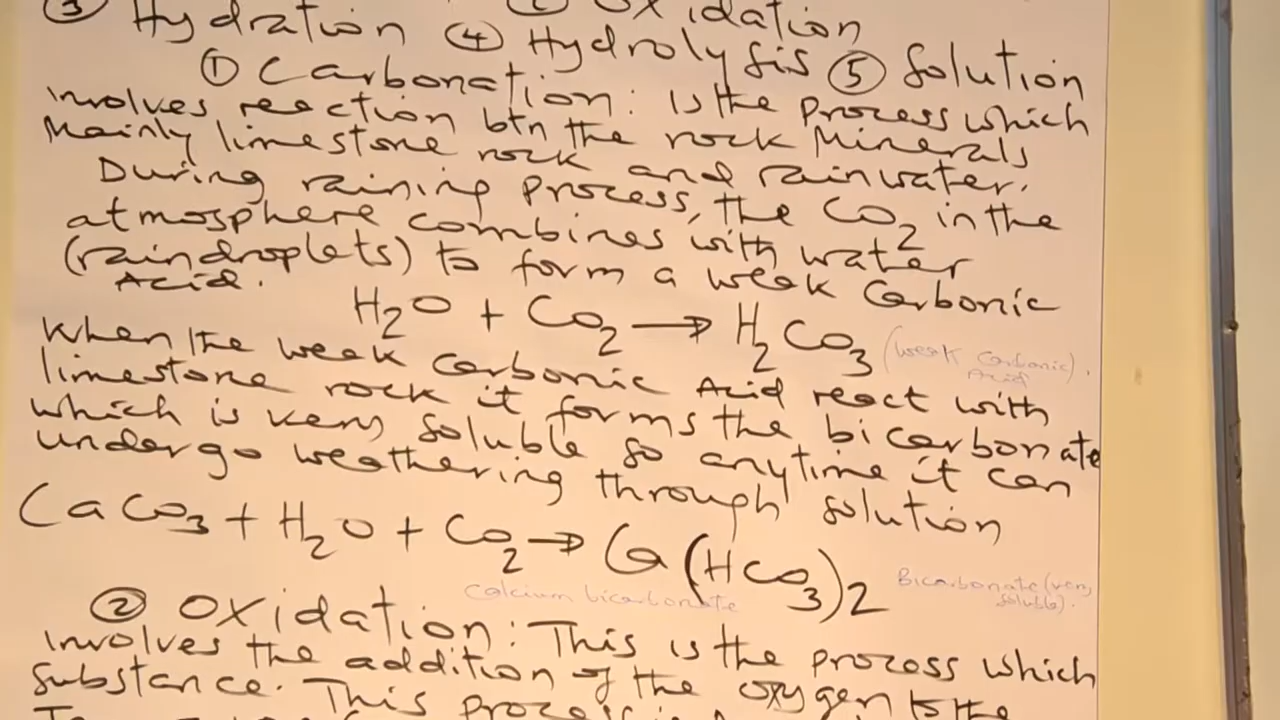 ③ Hydration ② Oxidation
④ Hydrolysis ⑤ Solution
① Carbonation: Is the process which
involves reaction btn the rock Minerals
Mainly limestone rock and rainwater.
During raining process, the CO2 in the
atmosphere combines with water
(raindroplets) to form a weak Carbonic
Acid.
H2O + CO2 → H2CO3 (weak carbonic) Acid.
When the weak Carbonic Acid react with
limestone rock it forms the bicarbonate
which is very soluble so anytime it can
undergo weathering through solution
CaCO3 + H2O + CO2 → Ca(HCO3)2
Calcium bicarbonate
Bicarbonate (very soluble).
② Oxidation: This is the process which
involves the addition of the oxygen to the
substance. This process is